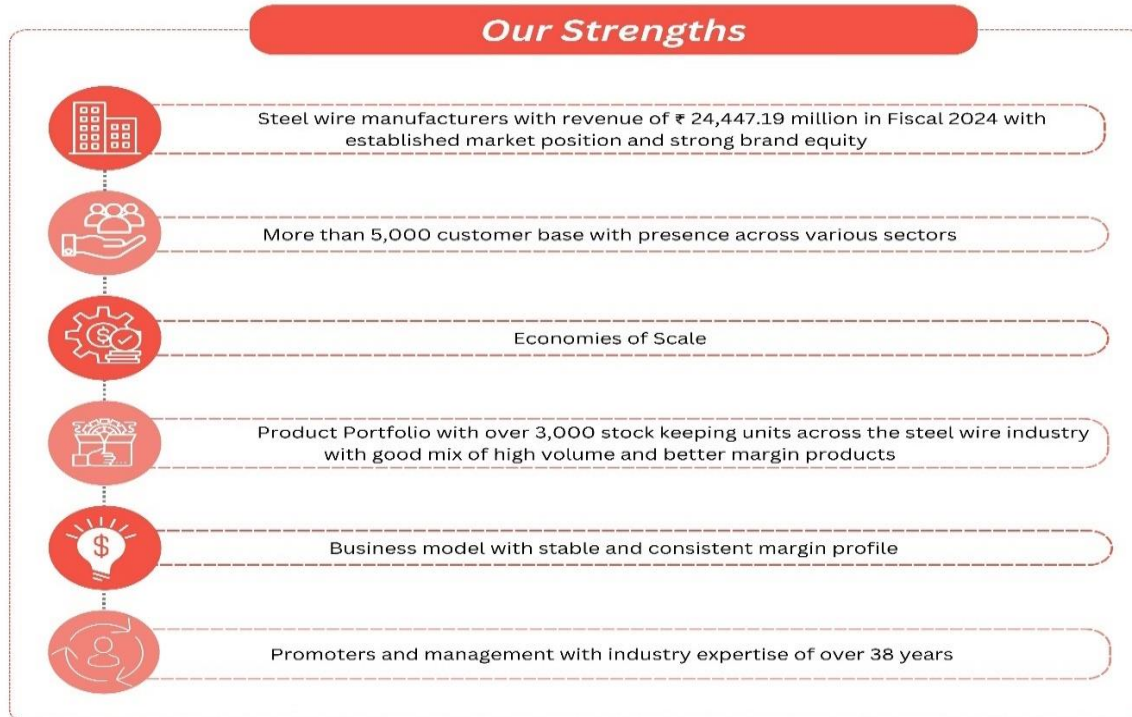 Our Strengths
Steel wire manufacturers with revenue of ₹ 24,447.19 million in Fiscal 2024 with
established market position and strong brand equity
More than 5,000 customer base with presence across various sectors
Economies of Scale
Product Portfolio with over 3,000 stock keeping units across the steel wire industry
with good mix of high volume and better margin products
Business model with stable and consistent margin profile
Promoters and management with industry expertise of over 38 years